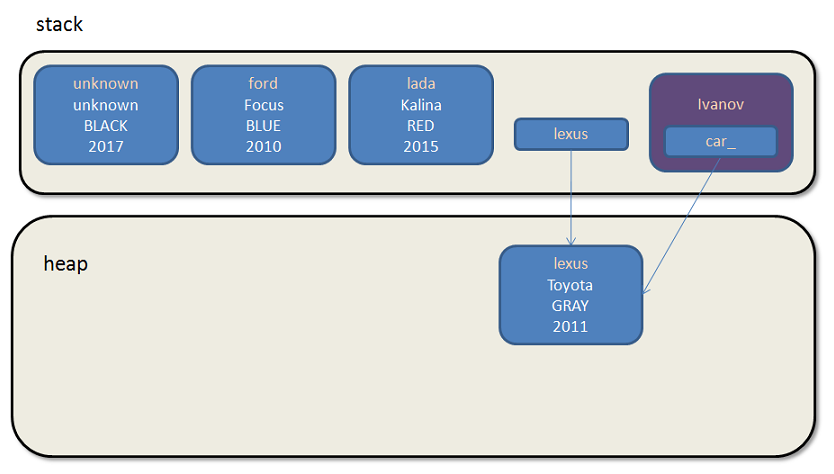 stack
unknown
unknown
BLACK
2017
ford
Focus
BLUE
2010
lada
Kalina
RED
2015
lexus
Ivanov
car_
heap
lexus
Toyota
GRAY
2011